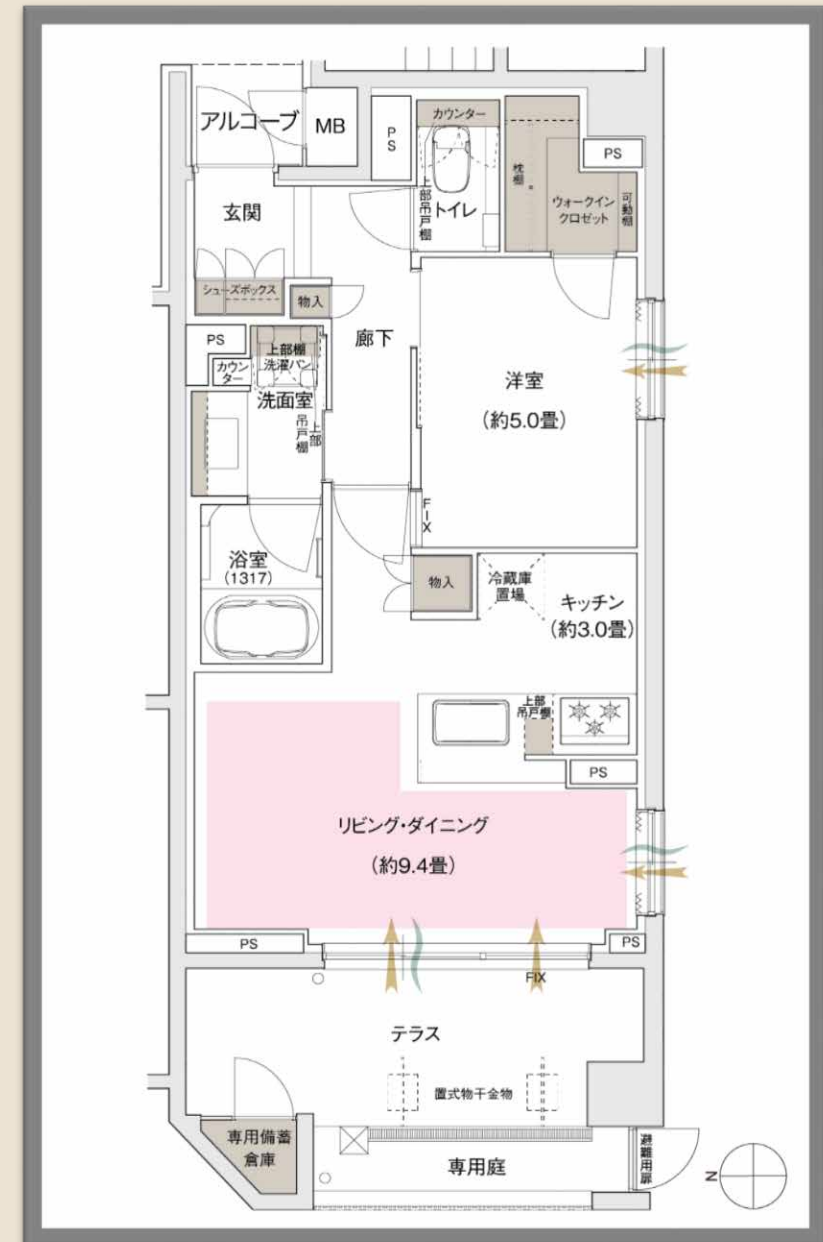 アルコーブ
MB
PS
カウンター
上部吊戸棚
トイレ
枕棚
PS
ウォークイン
クロゼット
可動棚
玄関
シューズボックス
物入
PS
カウン
ター
上部棚
洗濯パン
洗面室
上部
吊戸棚
廊下
洋室
(約5.0畳)
FIX
浴室
(1317)
物入
冷蔵庫
置場
キッチン
(約3.0畳)
上部
吊戸棚
PS
リビング・ダイニング
(約9.4畳)
PS
PS
FIX
テラス
置式物干金物
専用備蓄
倉庫
専用庭
避難用扉
N